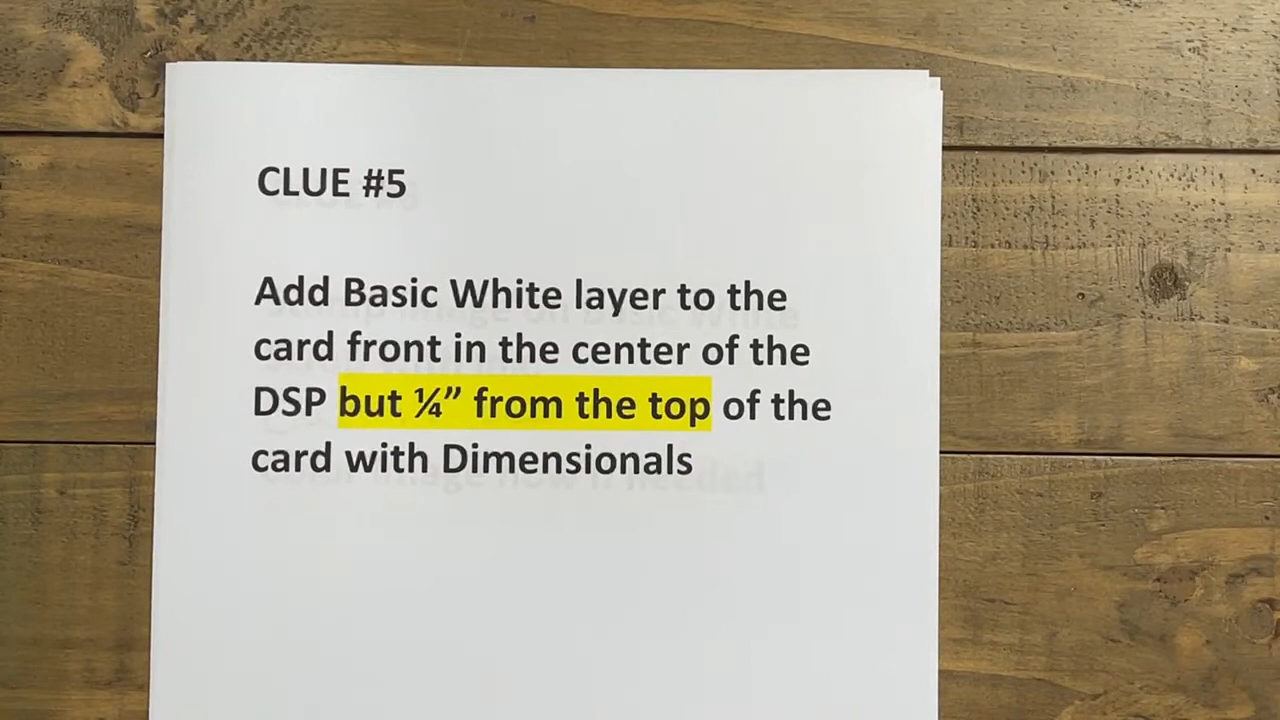 CLUE #5
Add Basic White layer to the
card front in the center of the
DSP but ¼” from the top of the
card with Dimensionals